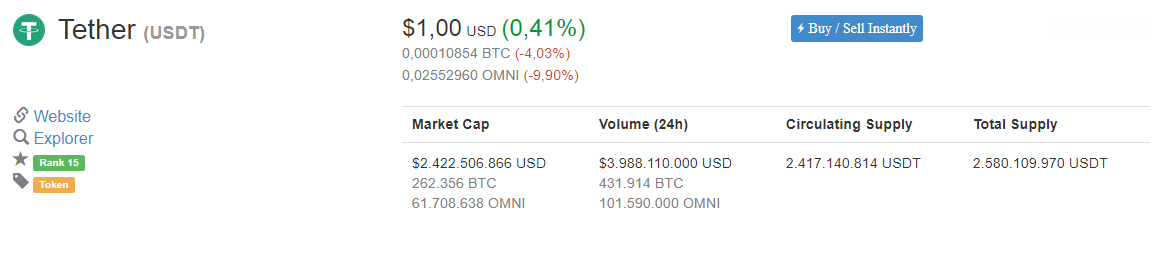 Tether (USDT)
$1,00 USD (0,41%)
0,00010854 BTC (-4,03%)
0,02552960 OMNI (-9,90%)
Buy / Sell Instantly
Website
Explorer
Rank 15
Token
Market Cap Volume (24h) Circulating Supply Total Supply
$2.422.506.866 USD $3.988.110.000 USD 2.417.140.814 USDT 2.580.109.970 USDT
262.356 BTC 431.914 BTC
61.708.638 OMNI 101.590.000 OMNI